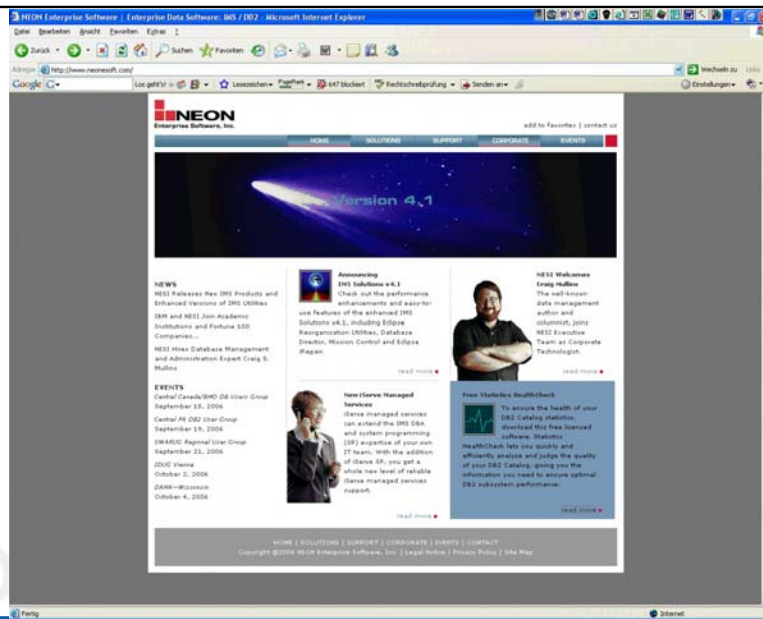 NEON Enterprise Software | Enterprise Data Software: IMS / DB2 - Microsoft Internet Explorer
Datei Bearbeiten Ansicht Favoriten Extras ?
Zurück Suchen Favoriten
Adresse http://www.neonesoft.com/ Wechseln zu Links
Google Los geht's! Lesezeichen PageRank 647 blockiert Rechtschreibprüfung Senden an Einstellungen
NEON
Enterprise Software, Inc.
add to favorites | contact us
HOME SOLUTIONS SUPPORT CORPORATE EVENTS
Version 4.1
NEWS
NESI Releases New IMS Products and
Enhanced Versions of IMS Utilities
IBM and NESI Join Academic
Institutions and Fortune 100
Companies...
NESI Hires Database Management
and Administration Expert Craig S.
Mullins
EVENTS
Central Canada/BMO DB Users Group
September 18, 2006
Central PA DB2 User Group
September 19, 2006
SWARUG Regional User Group
September 21, 2006
IDUG Vienna
October 2, 2006
DAMA—Wisconsin
October 4, 2006
Announcing
IMS Solutions v4.1
Check out the performance
enhancements and easy-to-
use features of the enhanced IMS
Solutions v4.1, including Eclipse
Reorganization Utilities, Database
Director, Mission Control and Eclipse
iRepair.
read more
NESI Welcomes
Craig Mullins
The well-known
data management
author and
columnist, joins
NESI Executive
Team as Corporate
Technologist.
read more
New iServe Managed
Services
iServe managed services
can extend the IMS DBA
and system programming
(SP) expertise of your own
IT team. With the addition
of iServe SP, you get a
whole new level of reliable
iServe managed services
support.
read more
Free Statistics HealthCheck
To ensure the health of your
DB2 Catalog statistics,
download this free licensed
software. Statistics
HealthCheck lets you quickly and
efficiently analyze and judge the quality
of your DB2 Catalog, giving you the
information you need to ensure optimal
DB2 subsystem performance.
read more
HOME | SOLUTIONS | SUPPORT | CORPORATE | EVENTS | CONTACT
Copyright @2006 NEON Enterprise Software, Inc. | Legal Notice | Privacy Policy | Site Map
Fertig Internet